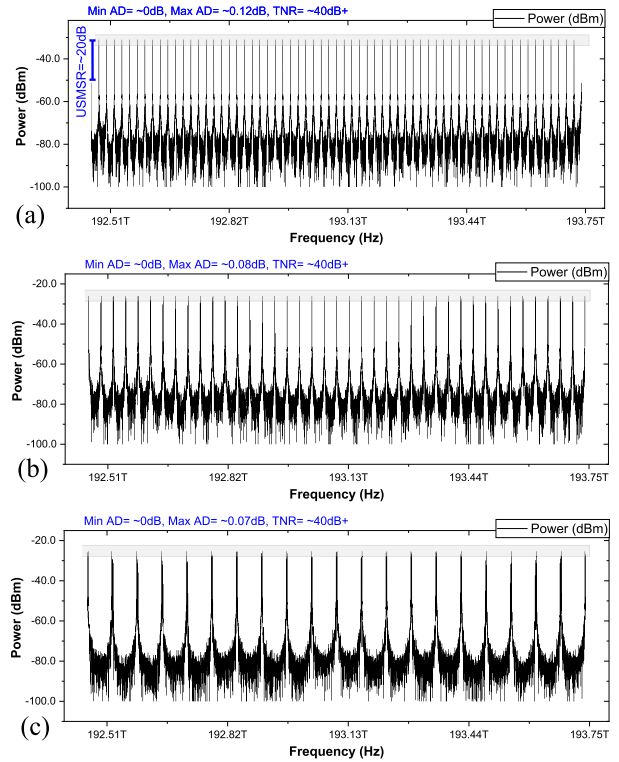 Min AD= ~0dB, Max AD= ~0.12dB, TNR= ~40dB+
Power (dBm)
USMSR=~20dB
Power (dBm)
-40.0
-60.0
-80.0
-100.0
192.51T 192.82T 193.13T 193.44T 193.75T
(a)
Frequency (Hz)
Min AD= ~0dB, Max AD= ~0.08dB, TNR= ~40dB+
Power (dBm)
Power (dBm)
-20.0
-40.0
-60.0
-80.0
-100.0
192.51T 192.82T 193.13T 193.44T 193.75T
(b)
Frequency (Hz)
Min AD= ~0dB, Max AD= ~0.07dB, TNR= ~40dB+
Power (dBm)
Power (dBm)
-20.0
-40.0
-60.0
-80.0
-100.0
192.51T 192.82T 193.13T 193.44T 193.75T
(c)
Frequency (Hz)